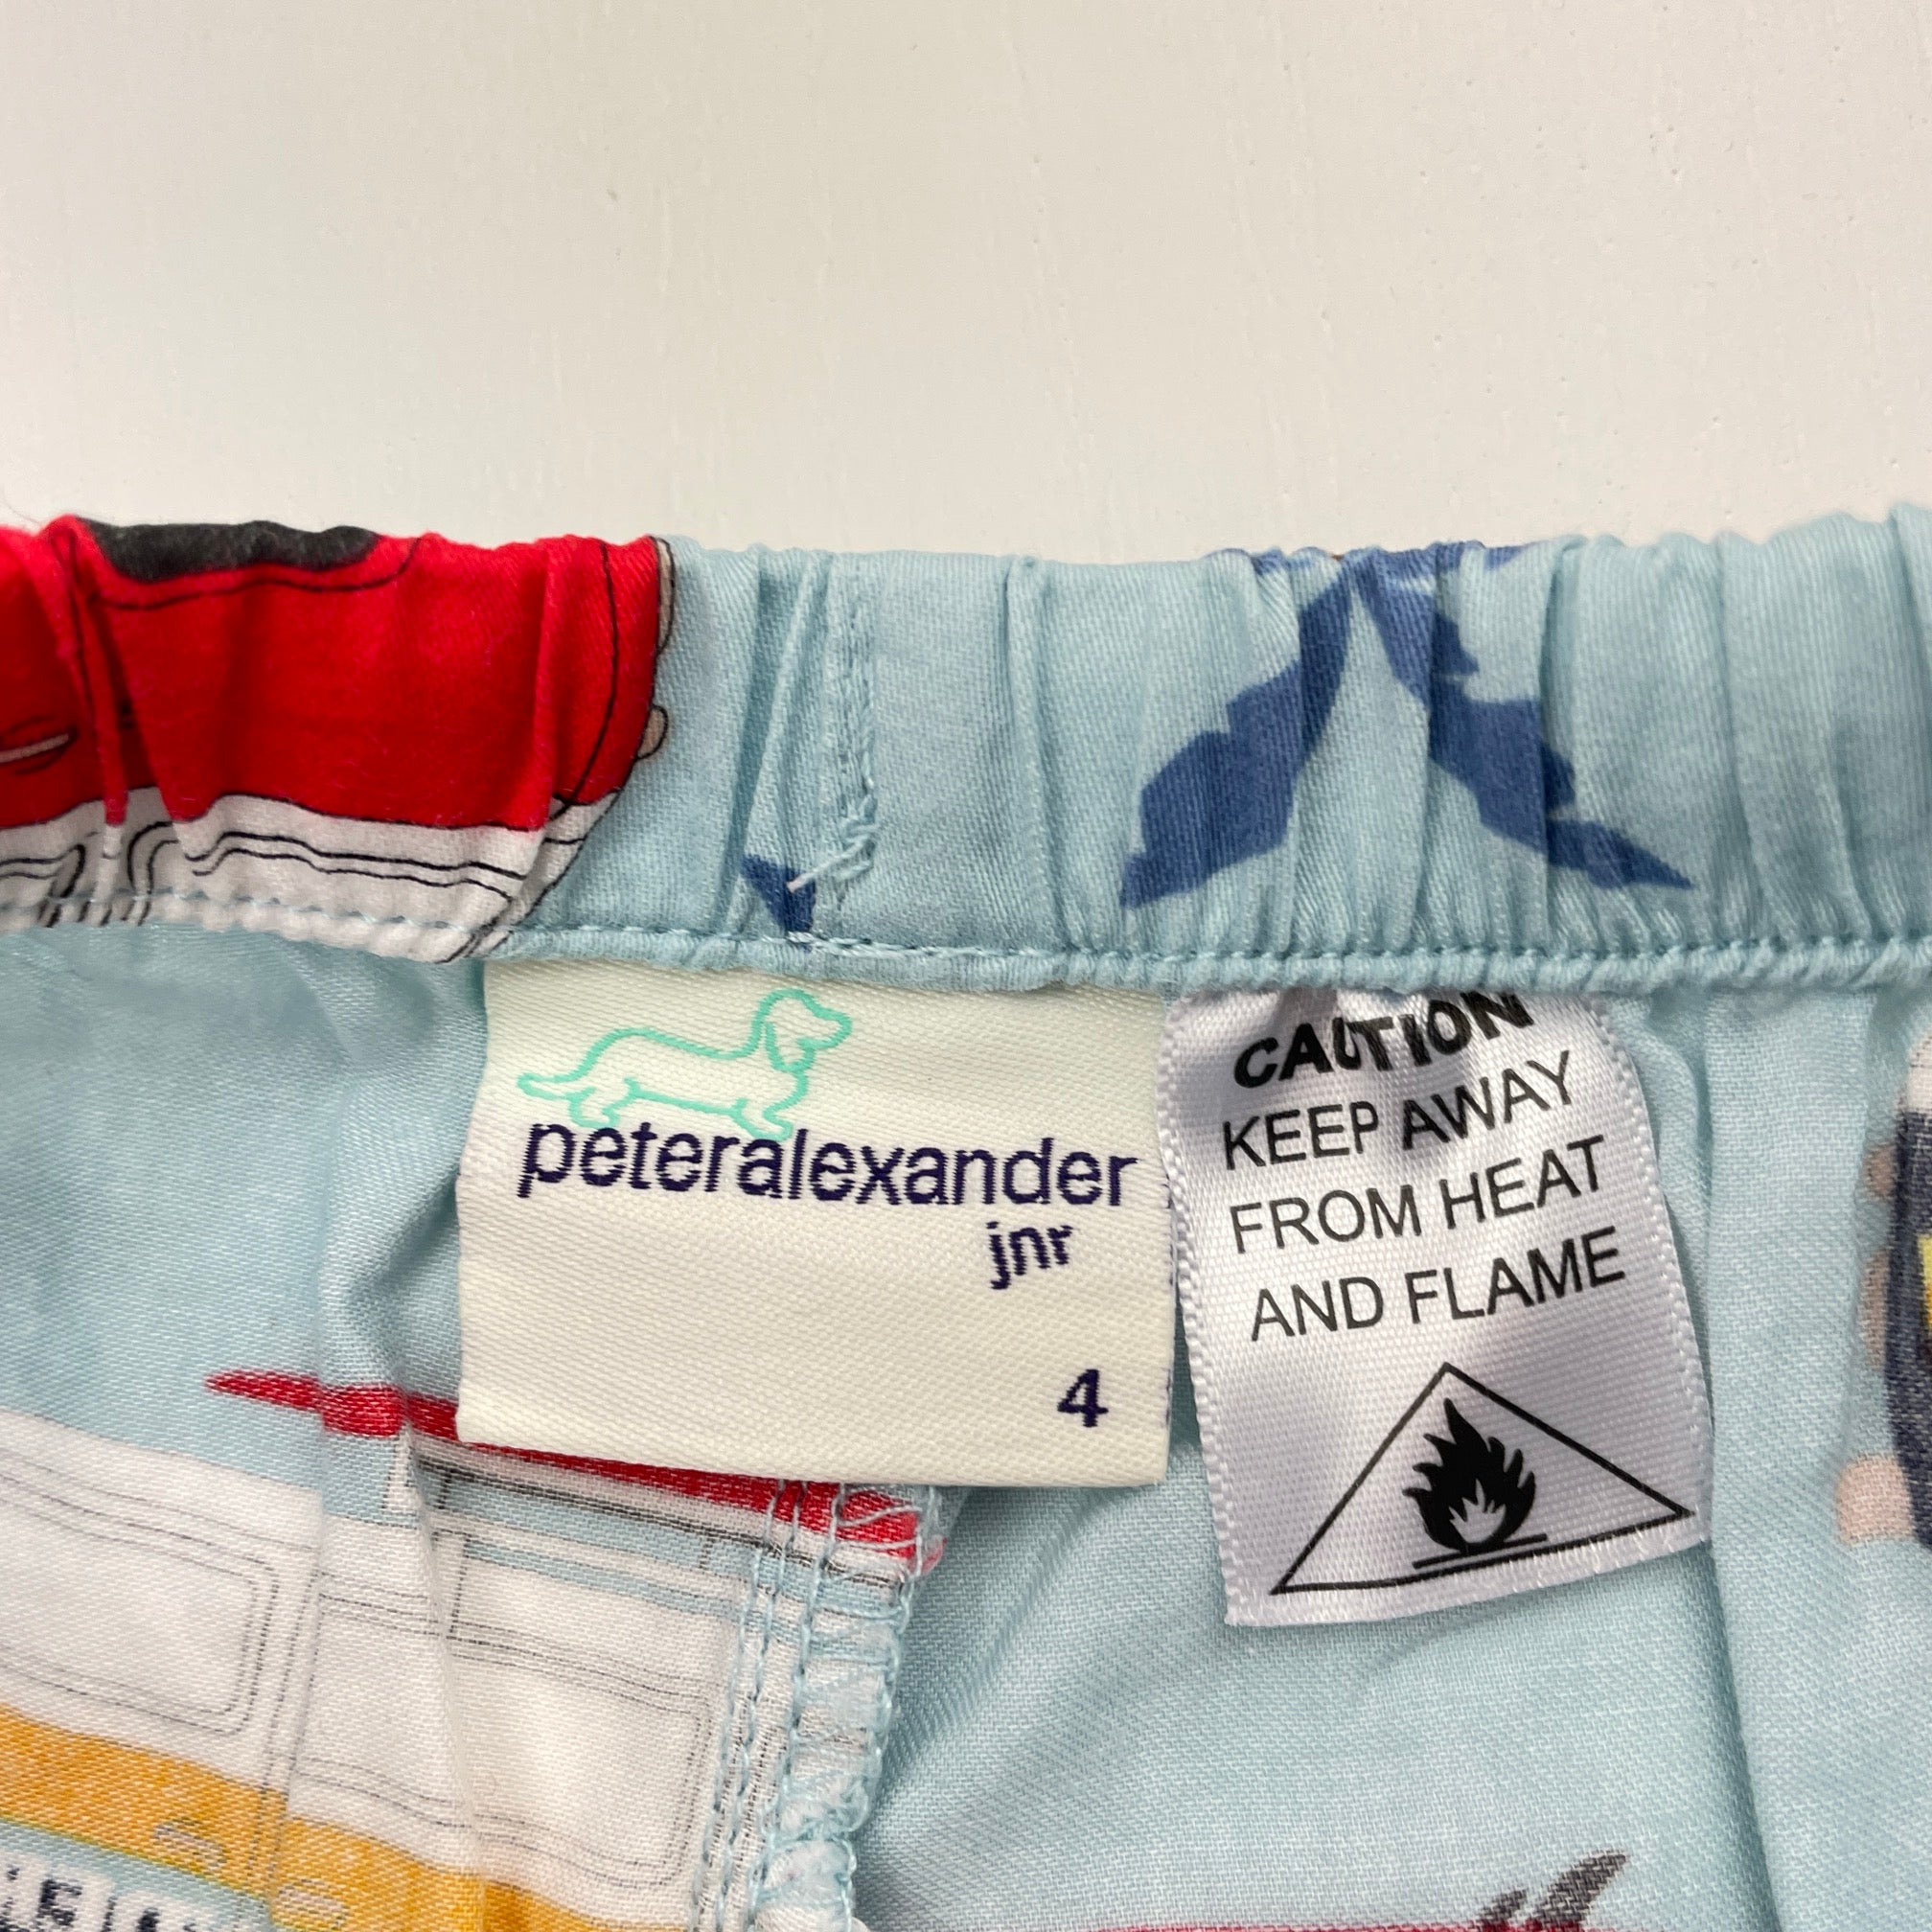 peteralexander
jnr
4
CAUTION
KEEP AWAY
FROM HEAT
AND FLAME